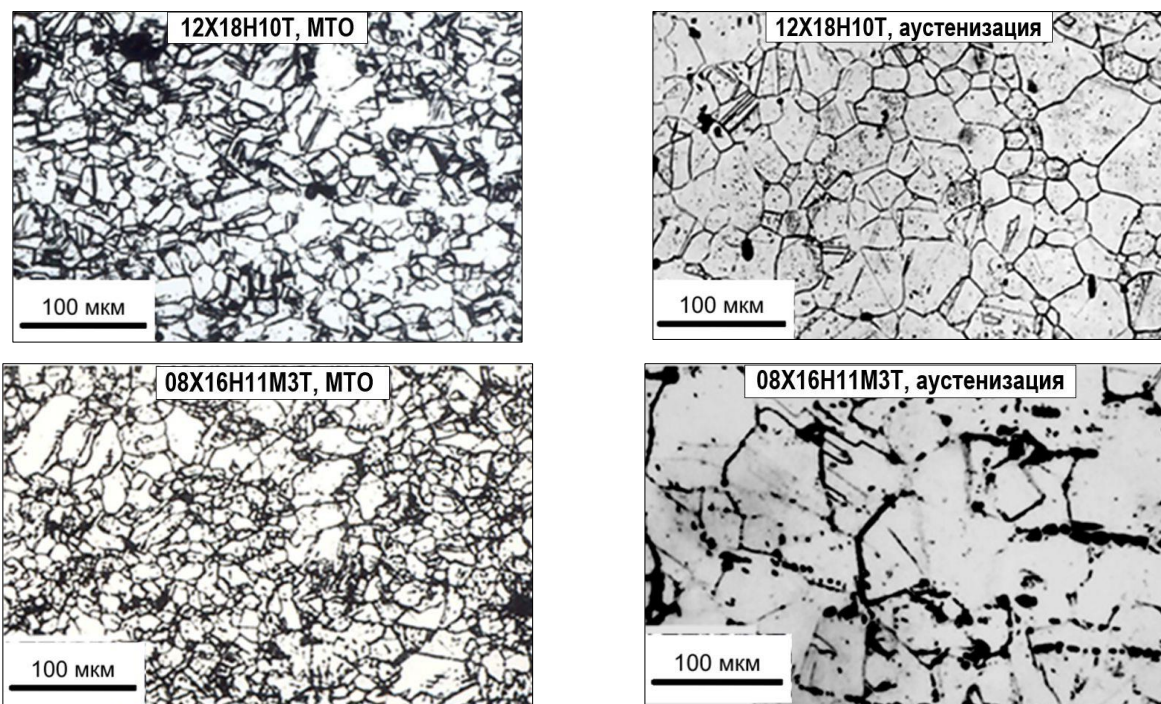 12Х18Н10Т, МТО
12Х18Н10Т, аустенизация
100 мкм
100 мкм
08Х16Н11М3Т, МТО
08Х16Н11М3Т, аустенизация
100 мкм
100 мкм